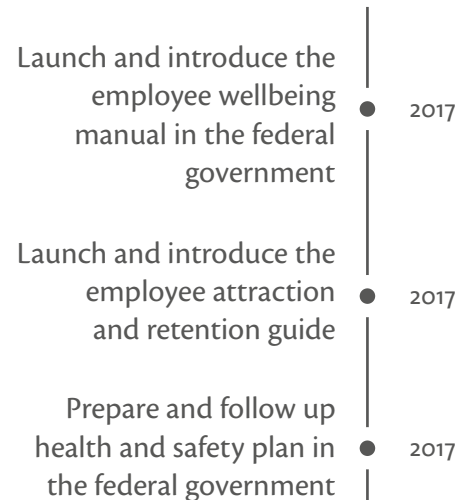 Launch and introduce the
employee wellbeing
manual in the federal
government
2017
Launch and introduce the
employee attraction
and retention guide
2017
Prepare and follow up
health and safety plan in
the federal government
2017